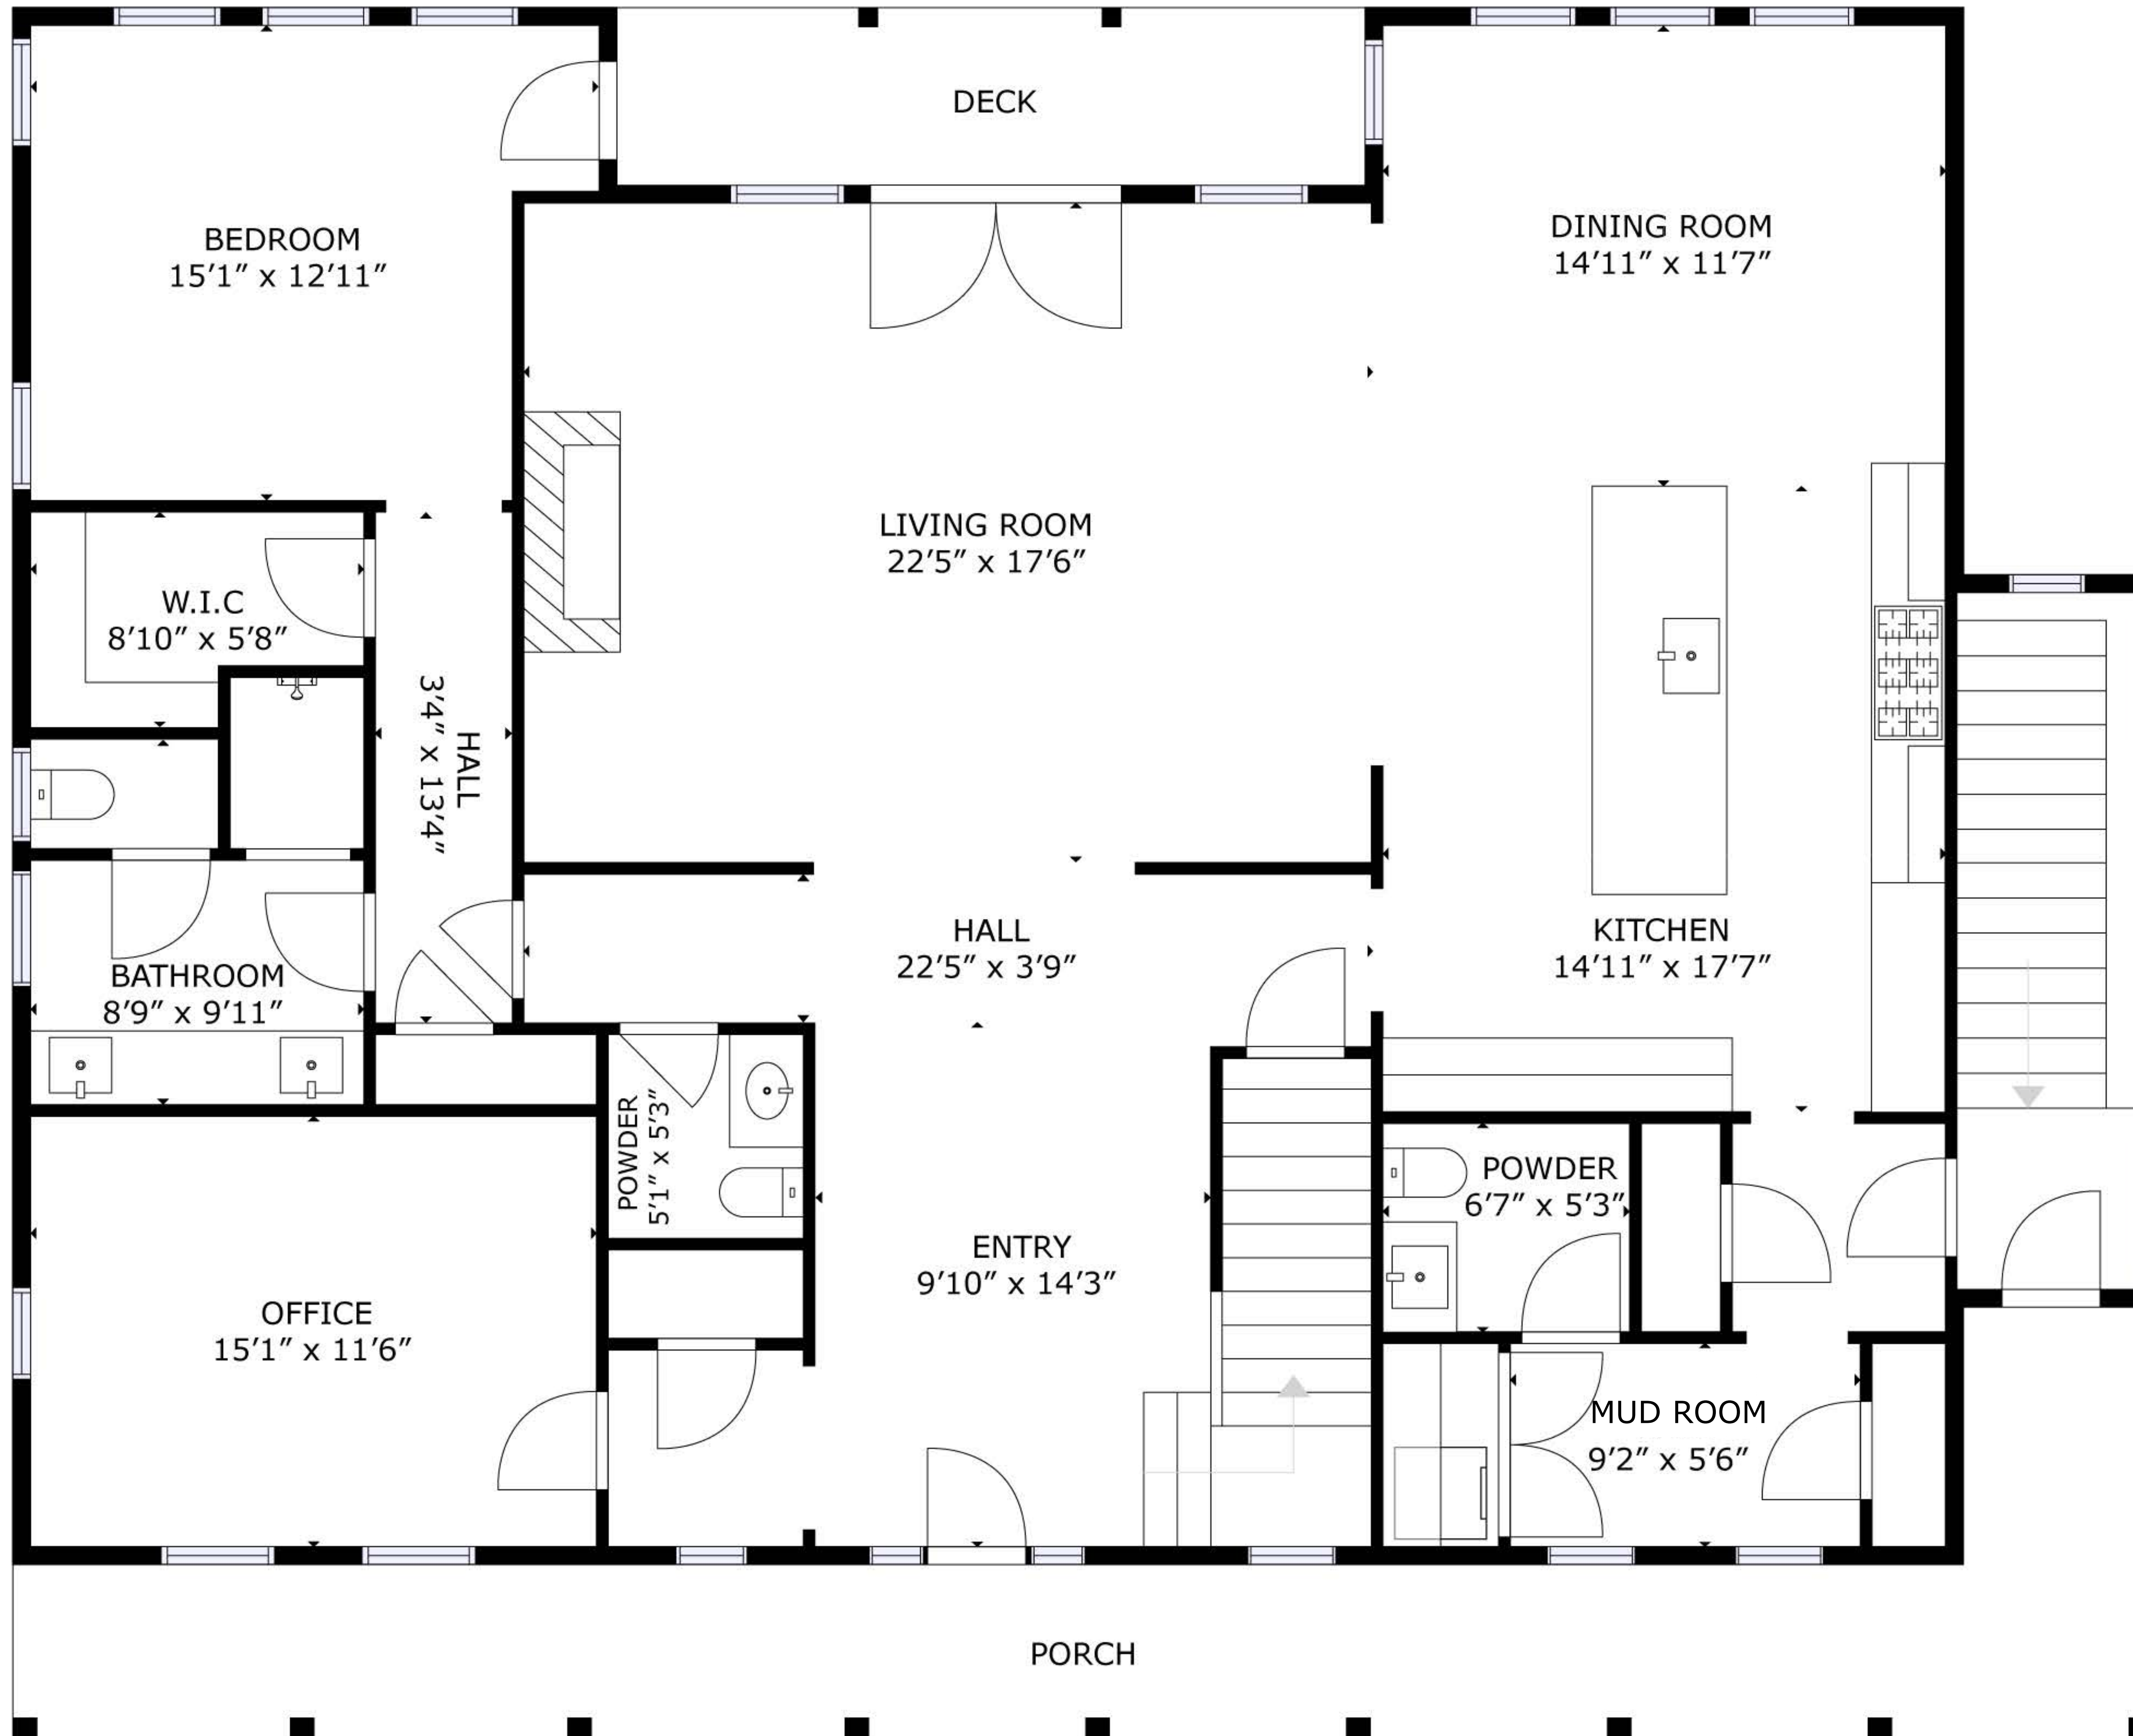 DECK
BEDROOM
15'1" x 12'11"
DINING ROOM
14'11" x 11'7"
LIVING ROOM
22'5" x 17'6"
W.I.C
8'10" x 5'8"
HALL
3'4" x 13'4"
HALL
22'5" x 3'9"
KITCHEN
14'11" x 17'7"
BATHROOM
8'9" x 9'11"
POWDER
5'1" x 5'3"
POWDER
6'7" x 5'3"
ENTRY
9'10" x 14'3"
OFFICE
15'1" x 11'6"
MUD ROOM
9'2" x 5'6"
PORCH